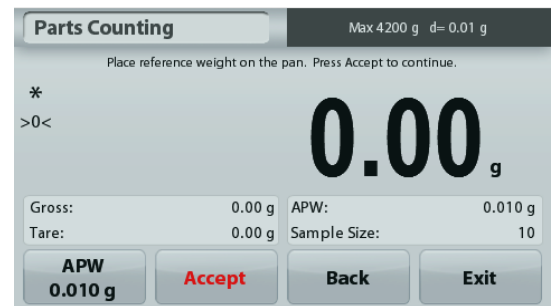 Parts Counting
Max 4200 g d= 0.01 g
Place reference weight on the pan. Press Accept to continue.
*
>0<
0.00 g
Gross: 0.00 g
Tare: 0.00 g
APW: 0.010 g
Sample Size: 10
APW
0.010 g
Accept
Back
Exit